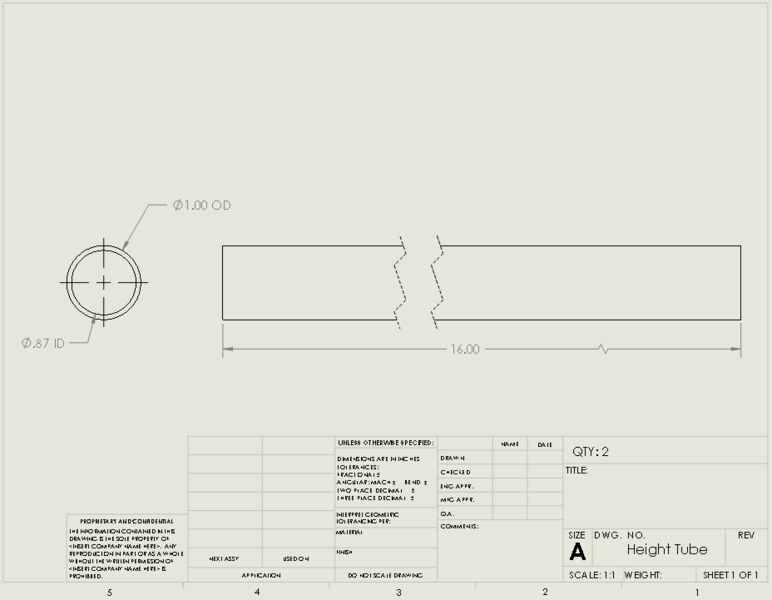 Ø1.00 OD
Ø.87 ID
16.00
UNLESS OTHERWISE SPECIFIED:
DIMENSIONS ARE IN INCHES
TOLERANCES:
FRACTIONAL ±
ANGULAR: MACH ± BEND ±
TWO PLACE DECIMAL ±
THREE PLACE DECIMAL ±
INTERPRET GEOMETRIC
TOLERANCING PER:
MATERIAL
FINISH
DO NOT SCALE DRAWING
NAME DATE
DRAWN
CHECKED
ENG APPR.
MFG APPR.
Q.A.
COMMENTS:
QTY: 2
TITLE:
SIZE DWG. NO. REV
A Height Tube
SCALE: 1:1 WEIGHT: SHEET 1 OF 1
PROPRIETARY AND CONFIDENTIAL
THE INFORMATION CONTAINED IN THIS
DRAWING IS THE SOLE PROPERTY OF
<INSERT COMPANY NAME HERE>. ANY
REPRODUCTION IN PART OR AS A WHOLE
WITHOUT THE WRITTEN PERMISSION OF
<INSERT COMPANY NAME HERE> IS
PROHIBITED.
NEXT ASSY USED ON
APPLICATION
5 4 3 2 1